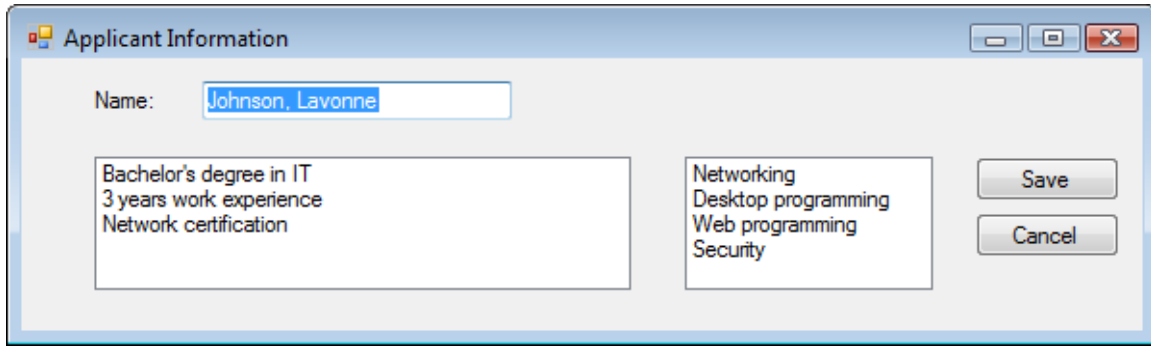 Applicant Information
Name: Johnson, Lavonne
Bachelor's degree in IT
3 years work experience
Network certification
Networking
Desktop programming
Web programming
Security
Save
Cancel